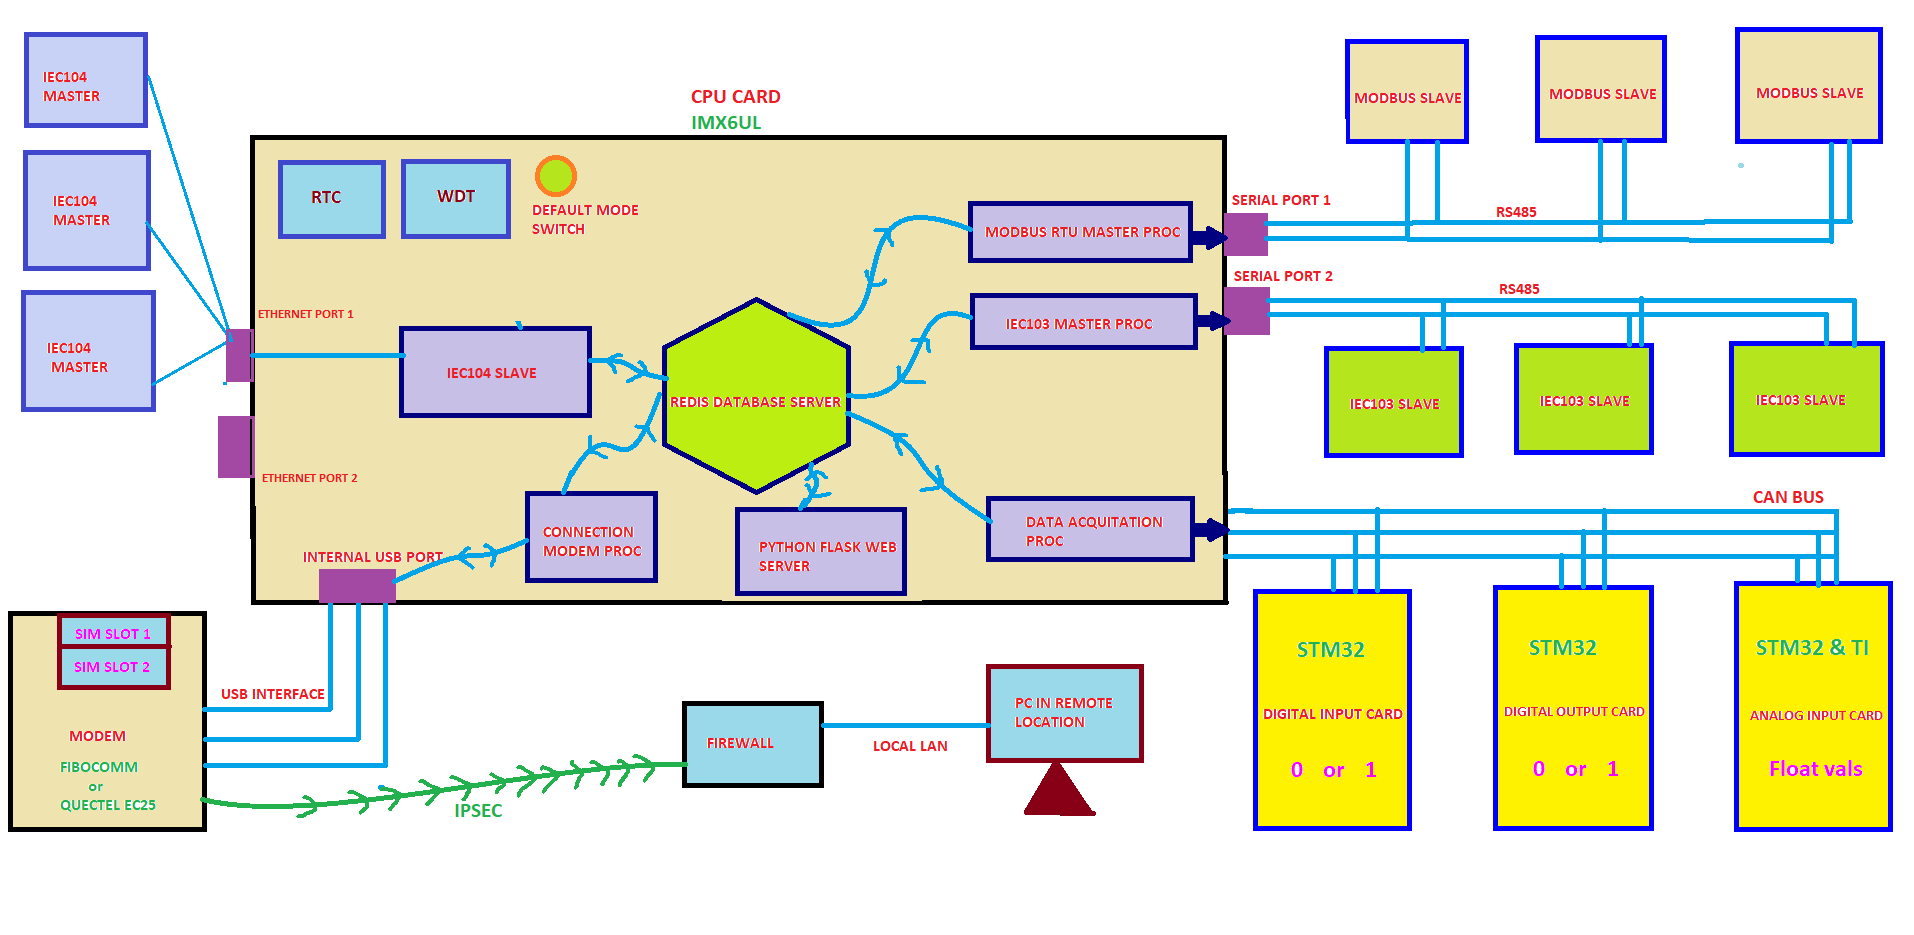 IEC104
MASTER
IEC104
MASTER
IEC104
MASTER
CPU CARD
IMX6UL
RTC
WDT
DEFAULT MODE
SWITCH
ETHERNET PORT 1
IEC104 SLAVE
ETHERNET PORT 2
REDIS DATABASE SERVER
MODBUS RTU MASTER PROC
IEC103 MASTER PROC
DATA ACQUITATION
PROC
CONNECTION
MODEM PROC
PYTHON FLASK WEB
SERVER
INTERNAL USB PORT
SERIAL PORT 1
RS485
MODBUS SLAVE
MODBUS SLAVE
MODBUS SLAVE
SERIAL PORT 2
RS485
IEC103 SLAVE
IEC103 SLAVE
IEC103 SLAVE
CAN BUS
STM32
DIGITAL INPUT CARD
0 or 1
STM32
DIGITAL OUTPUT CARD
0 or 1
STM32 & TI
ANALOG INPUT CARD
Float vals
SIM SLOT 1
SIM SLOT 2
USB INTERFACE
MODEM
FIBOCOMM
or
QUECTEL EC25
IPSEC
FIREWALL
LOCAL LAN
PC IN REMOTE
LOCATION